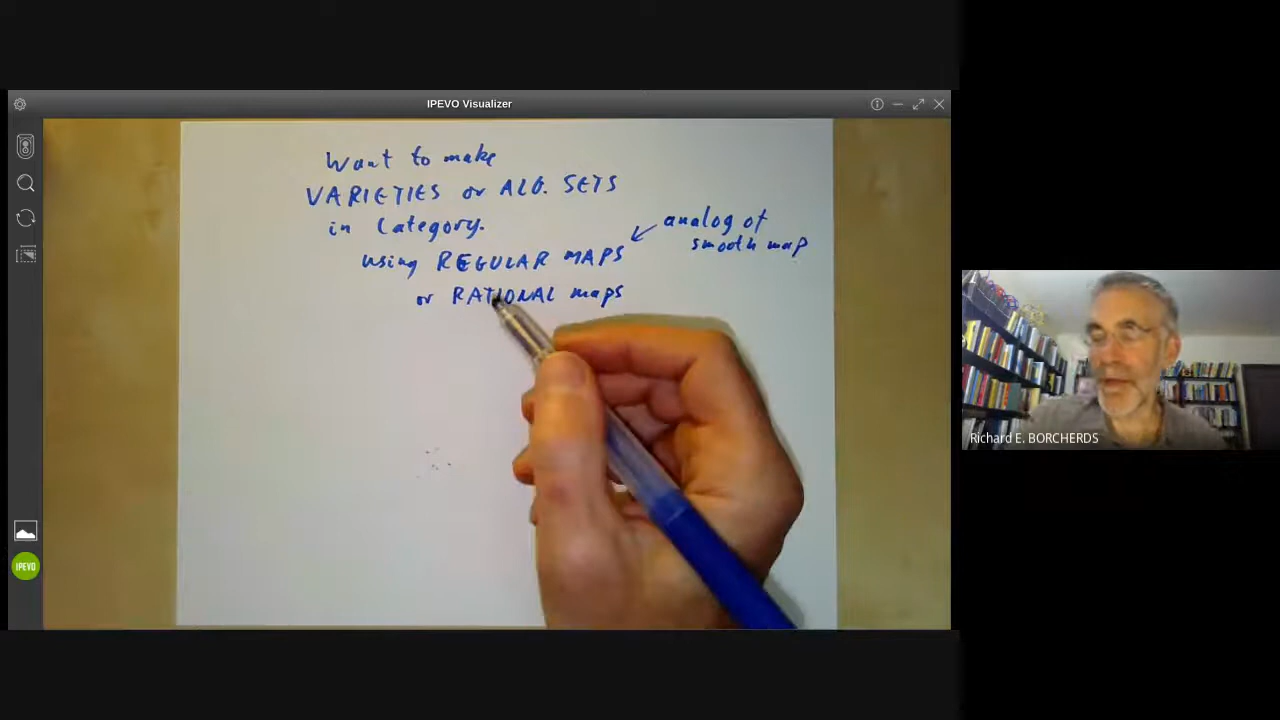 IPEVO Visualizer
Want to make
VARIETIES or ALG. SETS
in Category.
analog of
smooth map
using REGULAR MAPS
or RATIONAL maps
IPEVO
Richard E. BORCHERDS